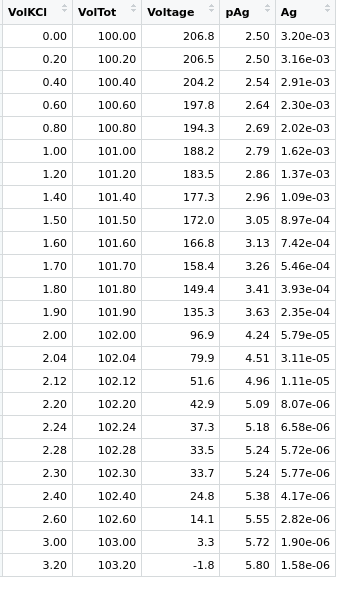 VolKCl VolTot Voltage pAg Ag
0.00 100.00 206.8 2.50 3.20e-03
0.20 100.20 206.5 2.50 3.16e-03
0.40 100.40 204.2 2.54 2.91e-03
0.60 100.60 197.8 2.64 2.30e-03
0.80 100.80 194.3 2.69 2.02e-03
1.00 101.00 188.2 2.79 1.62e-03
1.20 101.20 183.5 2.86 1.37e-03
1.40 101.40 177.3 2.96 1.09e-03
1.50 101.50 172.0 3.05 8.97e-04
1.60 101.60 166.8 3.13 7.42e-04
1.70 101.70 158.4 3.26 5.46e-04
1.80 101.80 149.4 3.41 3.93e-04
1.90 101.90 135.3 3.63 2.35e-04
2.00 102.00 96.9 4.24 5.79e-05
2.04 102.04 79.9 4.51 3.11e-05
2.12 102.12 51.6 4.96 1.11e-05
2.20 102.20 42.9 5.09 8.07e-06
2.24 102.24 37.3 5.18 6.58e-06
2.28 102.28 33.5 5.24 5.72e-06
2.30 102.30 33.7 5.24 5.77e-06
2.40 102.40 24.8 5.38 4.17e-06
2.60 102.60 14.1 5.55 2.82e-06
3.00 103.00 3.3 5.72 1.90e-06
3.20 103.20 -1.8 5.80 1.58e-06